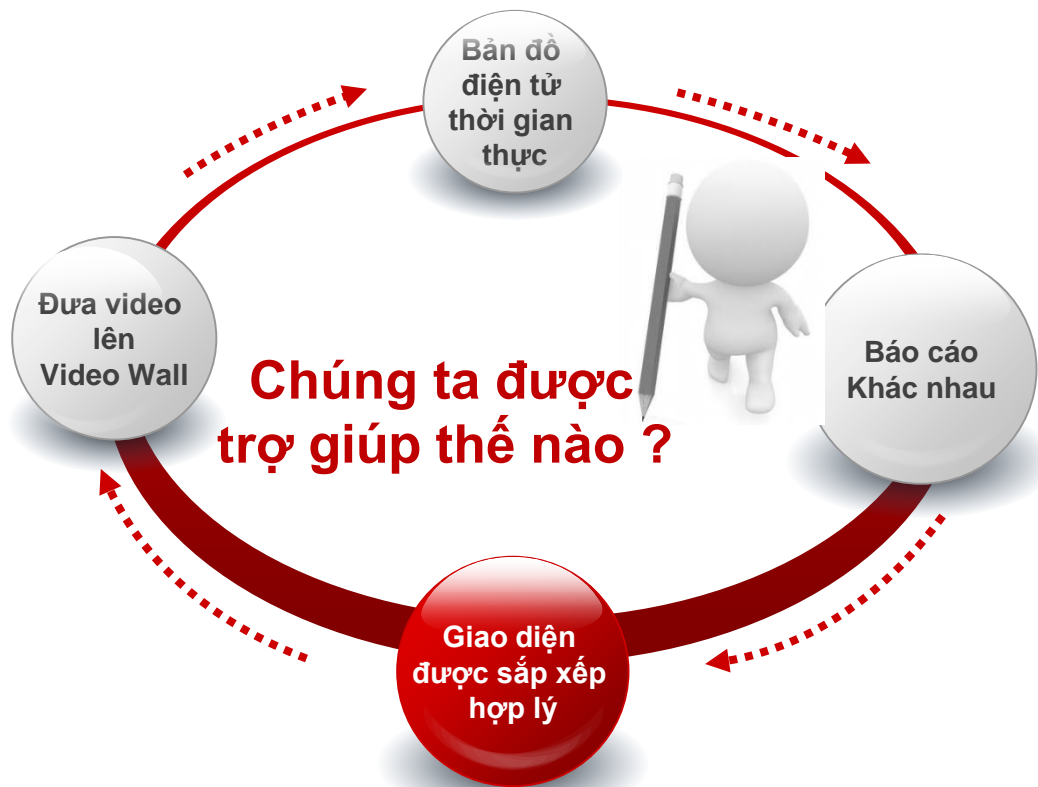 Bản đồ
điện tử
thời gian
thực
Đưa video
lên
Video Wall
Chúng ta được
trợ giúp thế nào ?
Báo cáo
Khác nhau
Giao diện
được sắp xếp
hợp lý